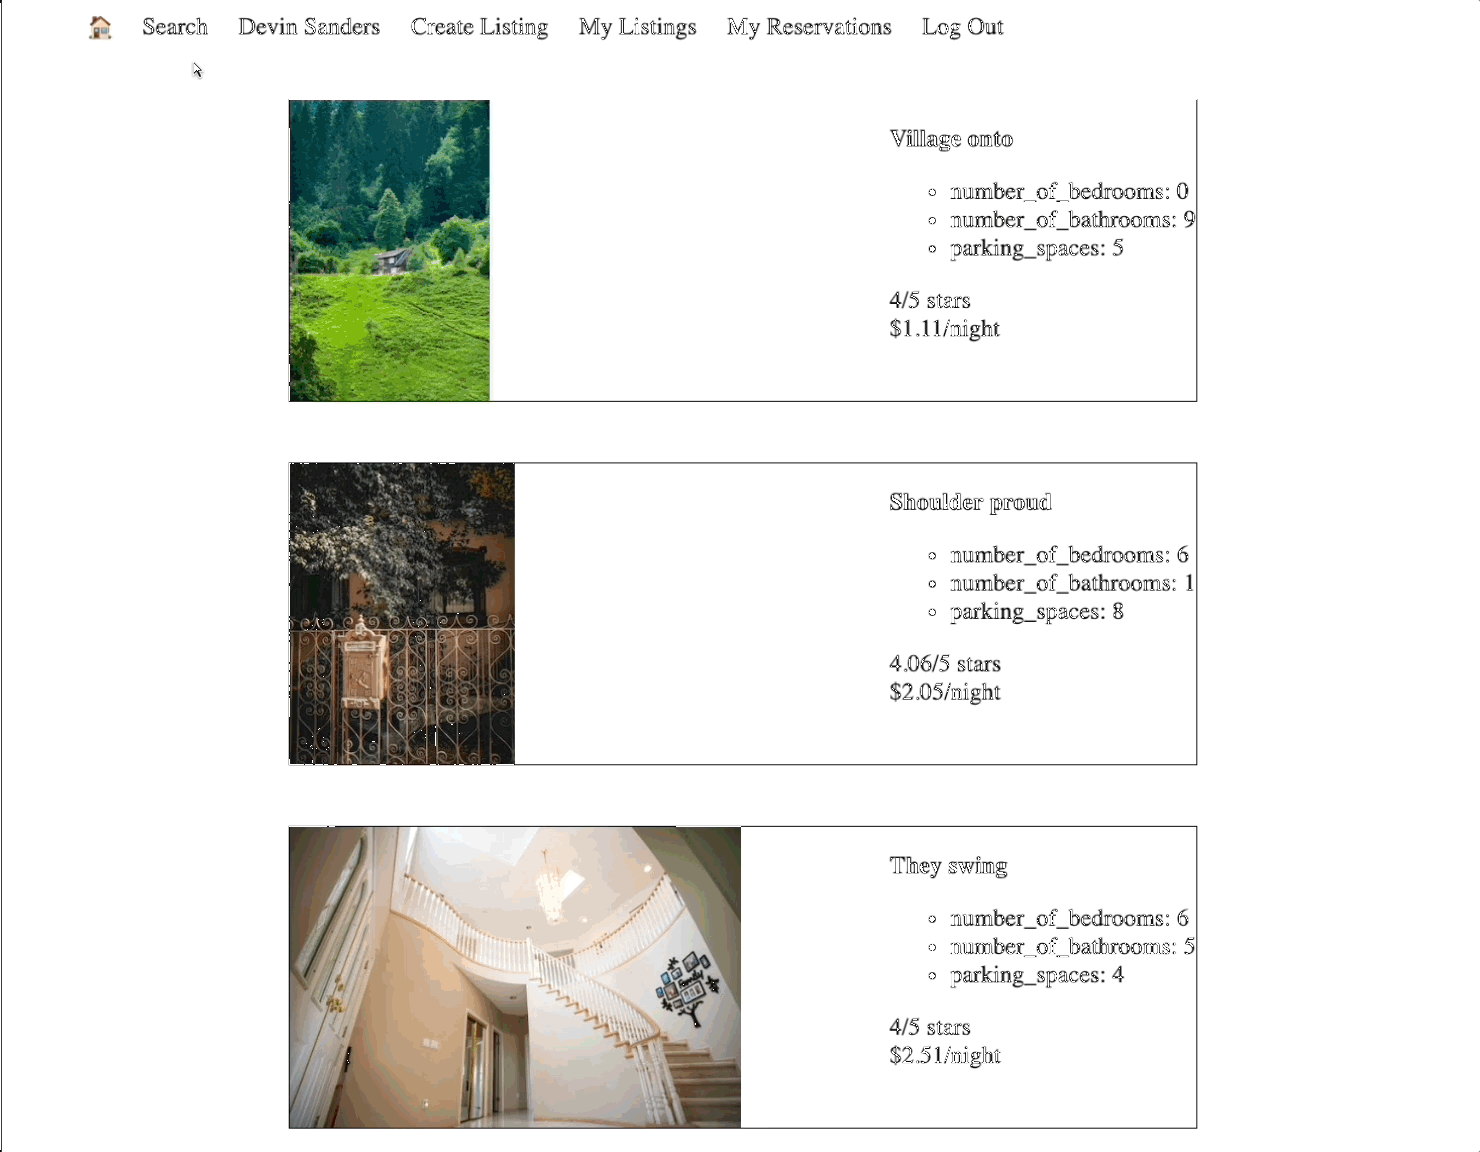 Search Devin Sanders Create Listing My Listings My Reservations Log Out
Village onto
number_of_bedrooms: 0
number_of_bathrooms: 9
parking_spaces: 5
4/5 stars
$1.11/night
Shoulder proud
number_of_bedrooms: 6
number_of_bathrooms: 1
parking_spaces: 8
4.06/5 stars
$2.05/night
They swing
number_of_bedrooms: 6
number_of_bathrooms: 5
parking_spaces: 4
4/5 stars
$2.51/night
family